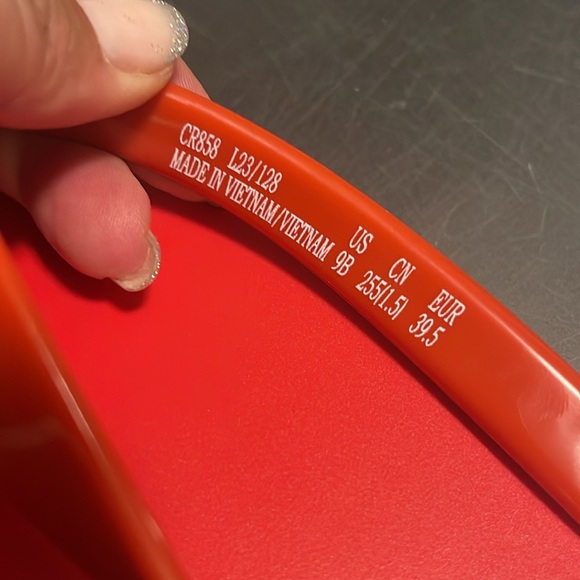 CR858 L23/128
MADE IN VIETNAM/VIETNAM
US CN EUR
9B 255(1.5) 39.5